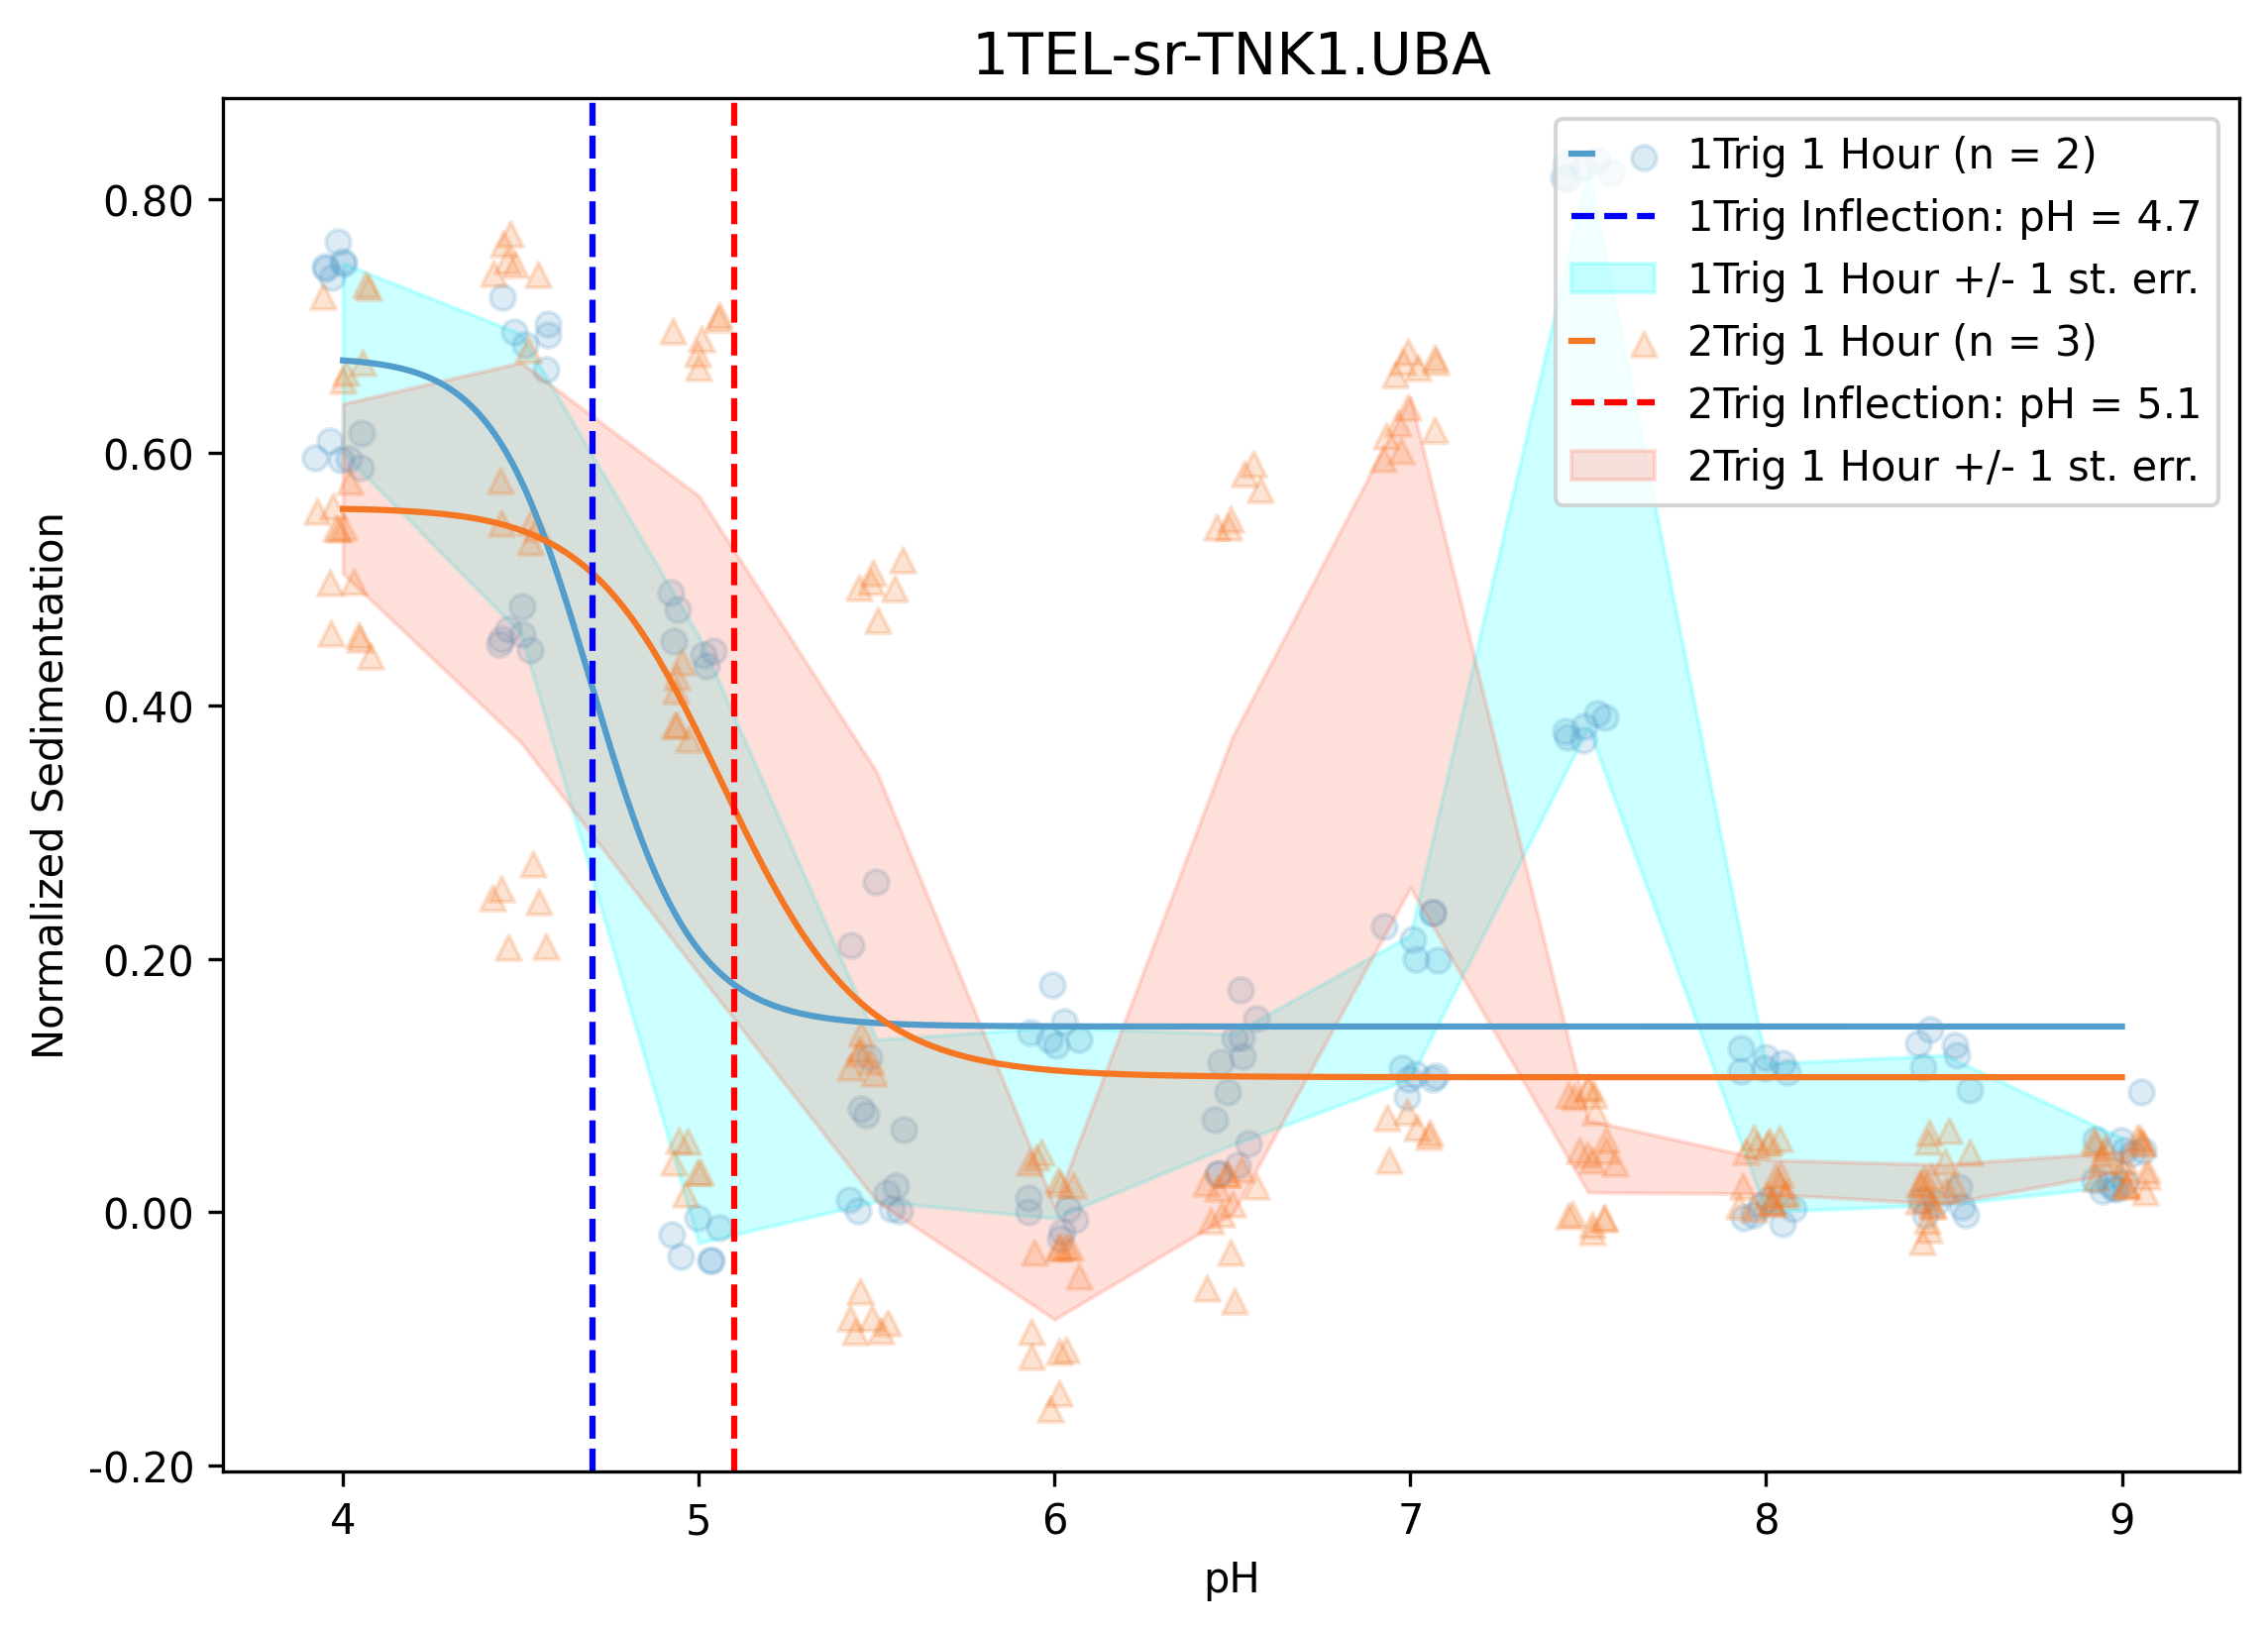 1TEL-sr-TNK1.UBA
1Trig 1 Hour (n = 2)
1Trig Inflection: pH = 4.7
1Trig 1 Hour +/- 1 st. err.
2Trig 1 Hour (n = 3)
2Trig Inflection: pH = 5.1
2Trig 1 Hour +/- 1 st. err.
Normalized Sedimentation
0.80
0.60
0.40
0.20
0.00
-0.20
4 5 6 7 8 9
pH